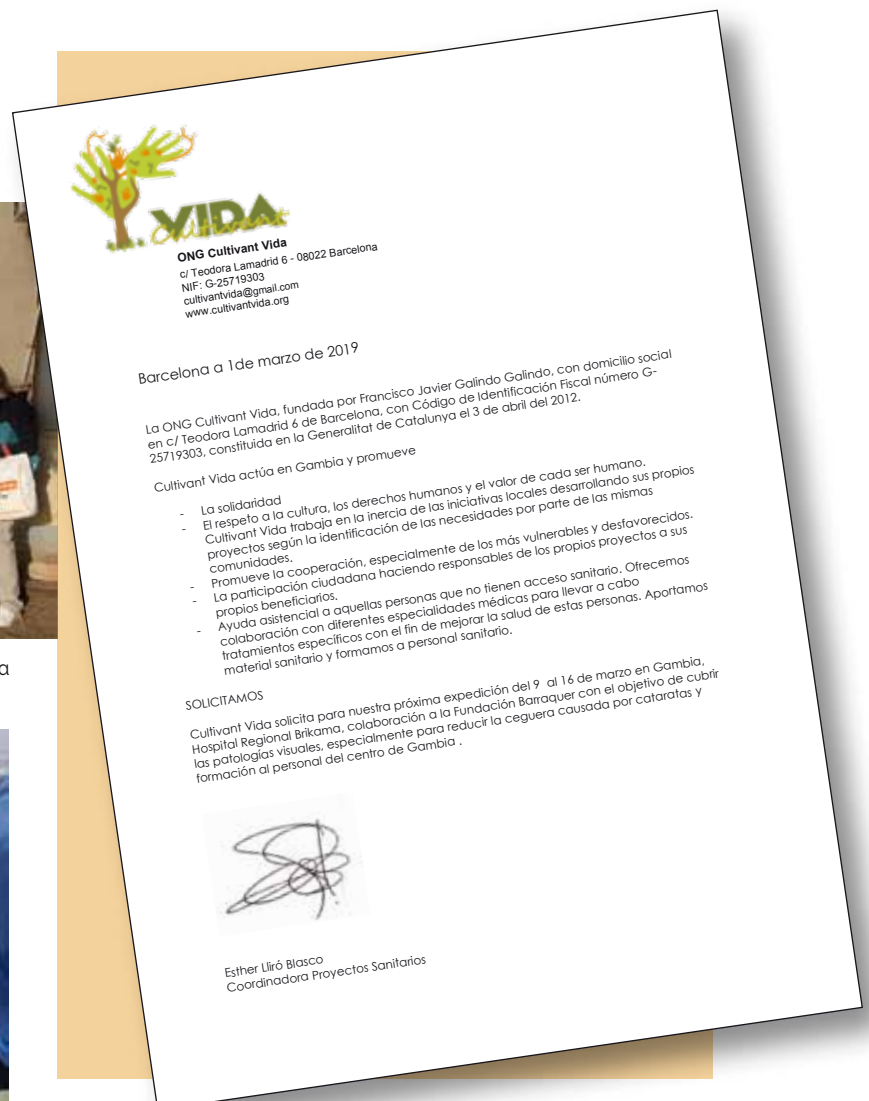 VIDA
Cultivant
ONG Cultivant Vida
c/ Teodora Lamadrid 6 - 08022 Barcelona
NIF: G-25719303
cultivantvida@gmail.com
www.cultivantvida.org
Barcelona a 1de marzo de 2019
La ONG Cultivant Vida, fundada por Francisco Javier Galindo Galindo, con domicilio social
en c/ Teodora Lamadrid 6 de Barcelona, con Código de Identificación Fiscal número G-
25719303, constituida en la Generalitat de Catalunya el 3 de abril del 2012.
Cultivant Vida actúa en Gambia y promueve
- La solidaridad
- El respeto a la cultura, los derechos humanos y el valor de cada ser humano.
Cultivant Vida trabaja en la inercia de las iniciativas locales desarrollando sus propios
proyectos según la identificación de las necesidades por parte de las mismas
comunidades.
- Promueve la cooperación, especialmente de los más vulnerables y desfavorecidos.
- La participación ciudadana haciendo responsables de los propios proyectos a sus
propios beneficiarios.
- Ayuda asistencial a aquellas personas que no tienen acceso sanitario. Ofrecemos
colaboración con diferentes especialidades médicas para llevar a cabo
tratamientos específicos con el fin de mejorar la salud de estas personas. Aportamos
material sanitario y formamos a personal sanitario.
SOLICITAMOS
Cultivant Vida solicita para nuestra próxima expedición del 9 al 16 de marzo en Gambia,
Hospital Regional Brikama, colaboración a la Fundación Barraquer con el objetivo de cubrir
las patologías visuales, especialmente para reducir la ceguera causada por cataratas y
formación al personal del centro de Gambia .
Esther Lliró Blasco
Coordinadora Proyectos Sanitarios
a